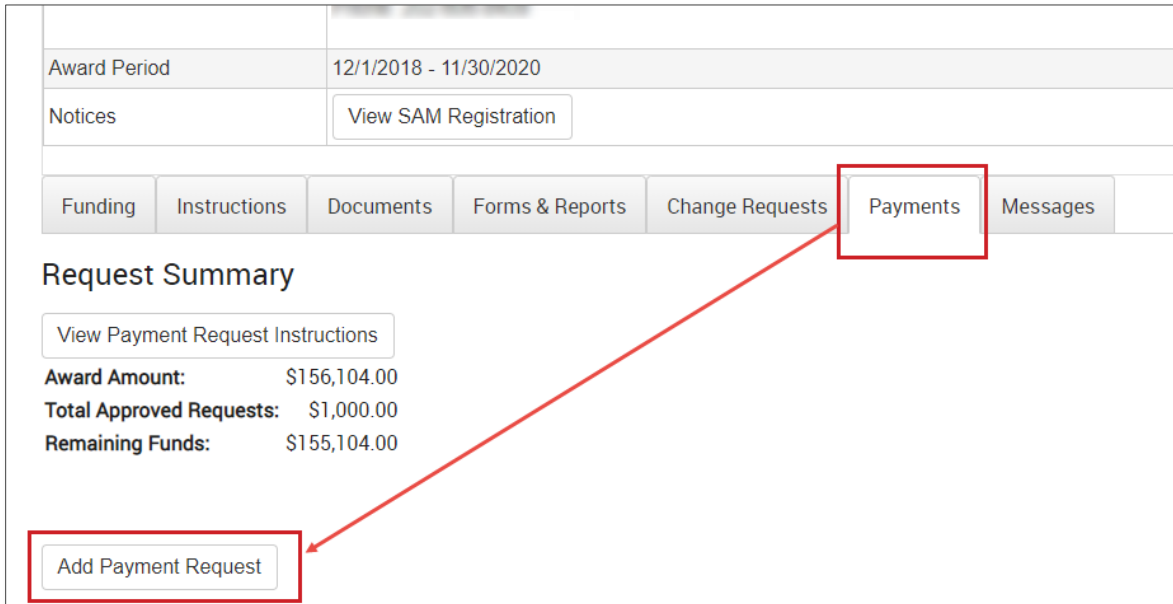 Award Period 12/1/2018 - 11/30/2020
Notices View SAM Registration
Funding Instructions Documents Forms & Reports Change Requests Payments Messages
Request Summary
View Payment Request Instructions
Award Amount: $156,104.00
Total Approved Requests: $1,000.00
Remaining Funds: $155,104.00
Add Payment Request